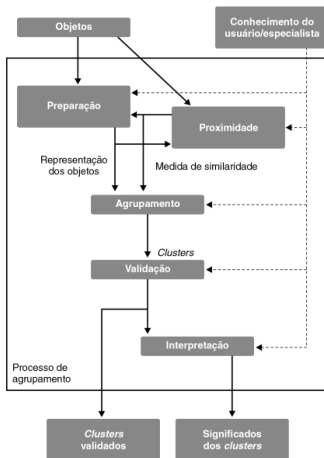 Objetos
Conhecimento do
usuário/especialista
Preparação
Proximidade
Representação
dos objetos
Medida de similaridade
Agrupamento
Clusters
Validação
Interpretação
Processo de
agrupamento
Clusters
validados
Significados
dos clusters